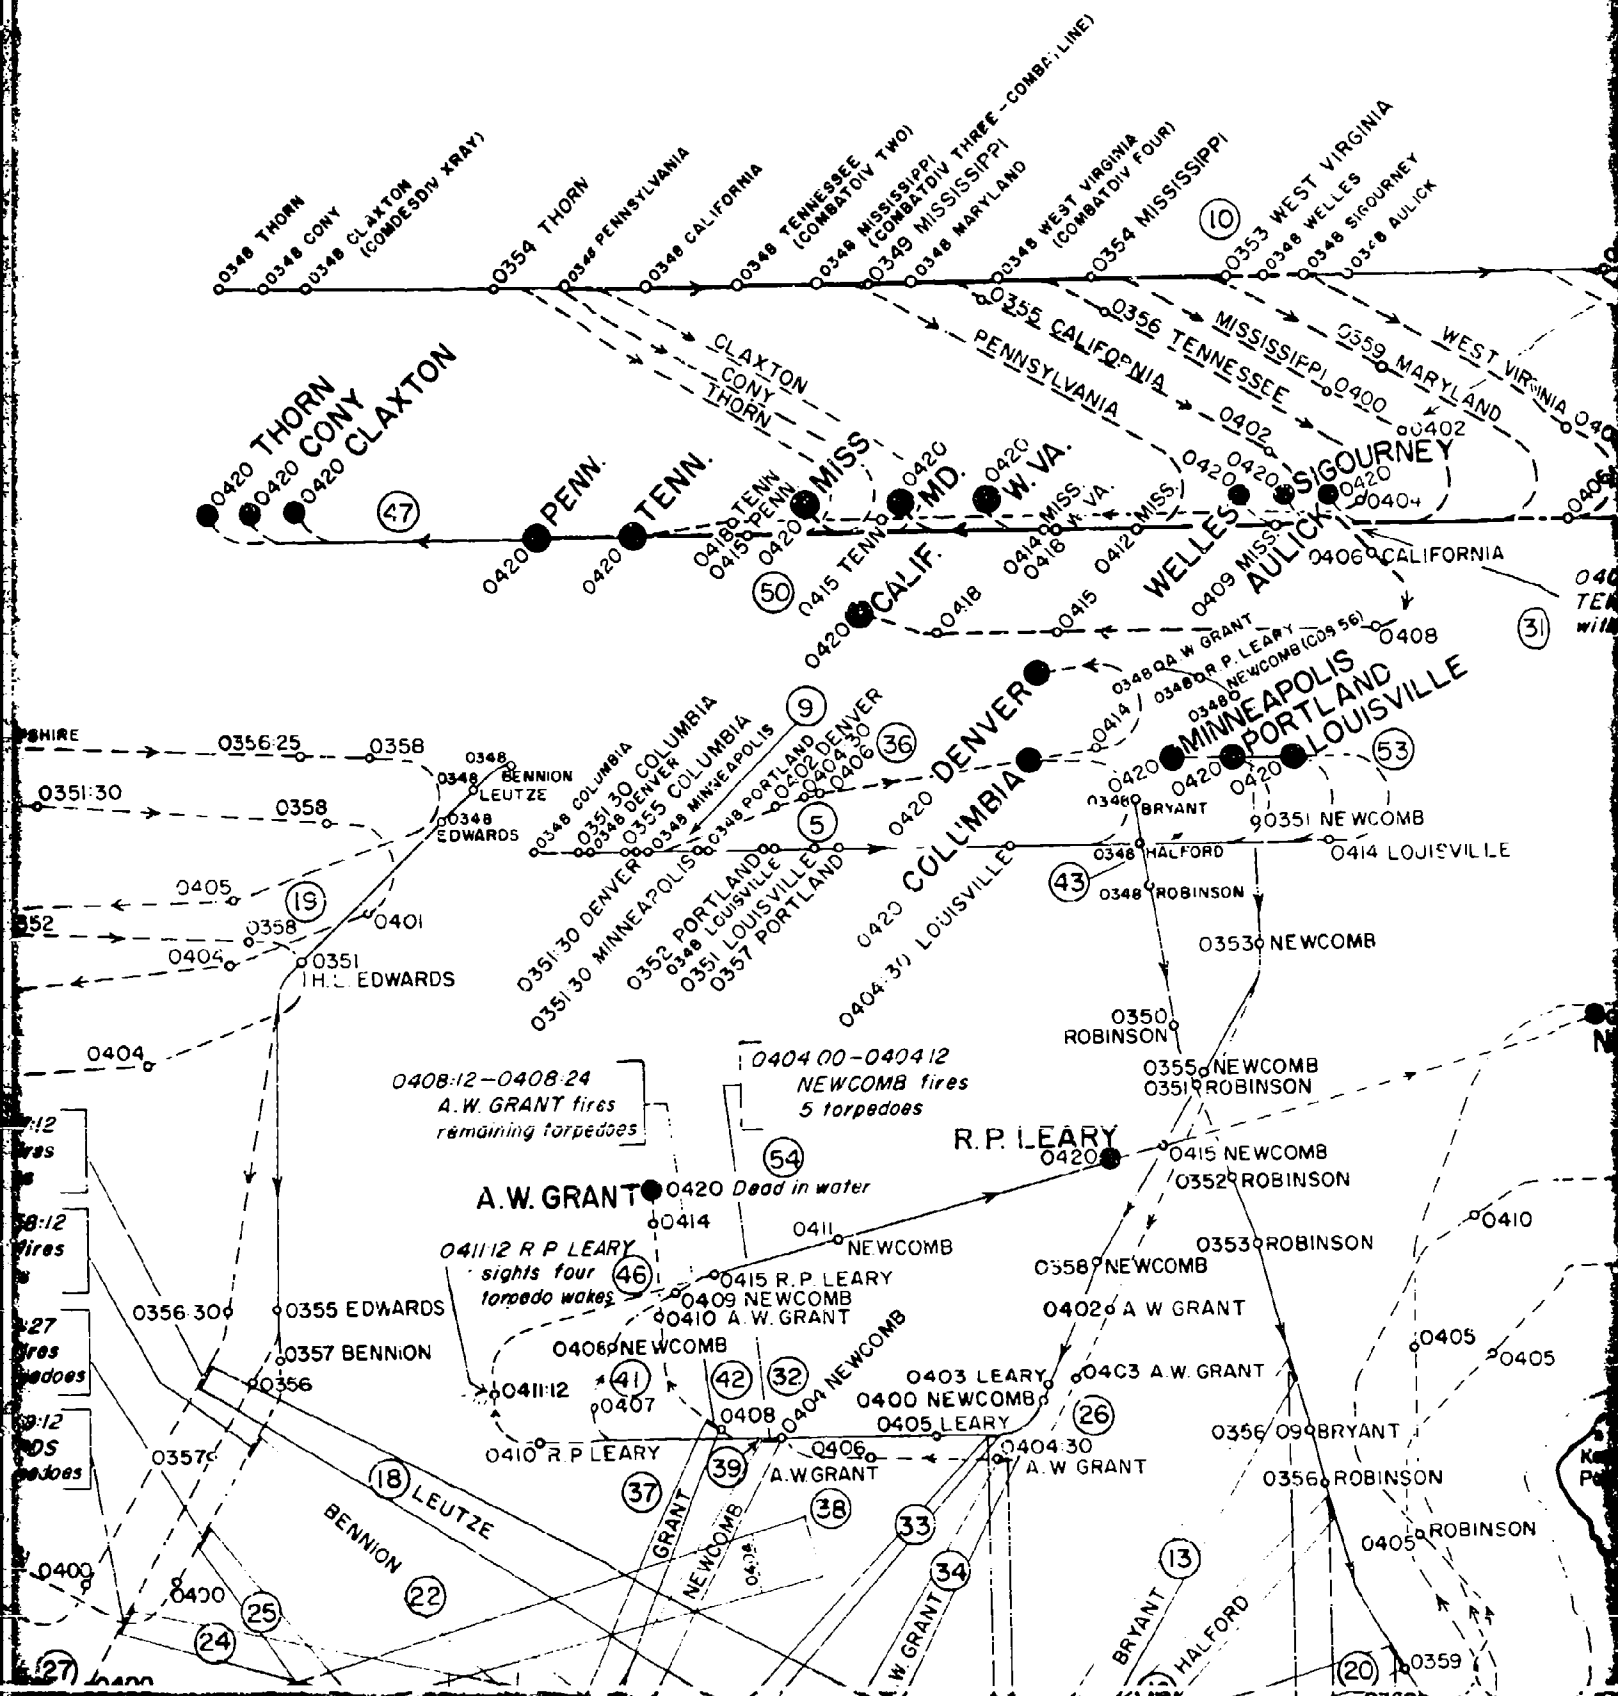 0348 THORN
0348 CONY
0348 CLAXTON
(COMDESDIV XRAY)
0354 THORN
0348 PENNSYLVANIA
0348 CALIFORNIA
0348 TENNESSEE
(COMBATDIV TWO)
0348 MISSISSIPPI
(COMBATDIV THREE - COMBATLINE)
0349 MISSISSIPPI
0348 MARYLAND
0348 WEST VIRGINIA
(COMBATDIV FOUR)
0354 MISSISSIPPI
10
0353 WEST VIRGINIA
0348 WELLES
0348 SIGOURNEY
0348 AULICK
CLAXTON
CONY
THORN
PENNSYLVANIA
0355 CALIFORNIA
0356 TENNESSEE
MISSISSIPPI 0400
0359 MARYLAND
WEST VIRGINIA
0402
0402
0420 THORN
0420 CONY
0420 CLAXTON
47
0420 PENN.
0420 TENN.
0418 TENN
0415 PENN
0420 MISS
50
0415 TENN
0420 MD.
0420 W. VA.
0420 CALIF.
0418
0414 MISS.
0418 W. VA.
0415
0412 MISS.
0420 WELLES
0420 SIGOURNEY
0420 AULICK
0404
0409 MISS
0406 CALIFORNIA
0406
0408
31
with
0348 A.W GRANT
0348 R.P. LEARY
0348 NEWCOMB (CDS 56)
SHIRE
0356:25
0358
0351:30
0358
0348 BENNION
0348 LEUTZE
0348 EDWARDS
0405
19
0358
0401
0404
0351
H.L. EDWARDS
0404
0348 COLUMBIA
0351 30 COLUMBIA
0348 DENVER
0355 COLUMBIA
0348 MINNEAPOLIS
9
0348 PORTLAND
0402 DENVER
0404:30
0406
36
5
0420 DENVER
0414
0420 COLUMBIA
0420 MINNEAPOLIS
0420 PORTLAND
0420 LOUISVILLE
53
0351:30 DENVER
0351:30 MINNEAPOLIS
0352 PORTLAND
0348 LOUISVILLE
0351 LOUISVILLE
0357 PORTLAND
0404:30 LOUISVILLE
0348 BRYANT
0351 NEWCOMB
0348 HALFORD
0414 LOUISVILLE
43
0348 ROBINSON
0353 NEWCOMB
0350
ROBINSON
0355 NEWCOMB
0351 ROBINSON
0408:12-0408:24
A.W. GRANT fires
remaining torpedoes
0404 00-0404 12
NEWCOMB fires
5 torpedoes
R.P. LEARY
0420
0415 NEWCOMB
0352 ROBINSON
54
A.W. GRANT 0420 Dead in water
0414
0411
NEWCOMB
0411:12 R P LEARY
sights four
torpedo wakes
46
0415 R.P. LEARY
0409 NEWCOMB
0410 A.W. GRANT
0353 ROBINSON
0358 NEWCOMB
0410
0402 A W GRANT
0356:30
0355 EDWARDS
0357 BENNION
0356
0406 NEWCOMB
0411:12
41
42
32
0404 NEWCOMB
0407
0408
0403 LEARY
0403 A.W. GRANT
0400 NEWCOMB
0405 LEARY
26
0405
0405
0410 R.P LEARY
0406
A.W.GRANT
0404:30
A.W GRANT
0356 09 BRYANT
0356 ROBINSON
0405 ROBINSON
0357
18
LEUTZE
BENNION
37
39
38
GRANT
NEWCOMB
33
34
W. GRANT
13
BRYANT
HALFORD
0400
0400
22
25
24
27
20
0359